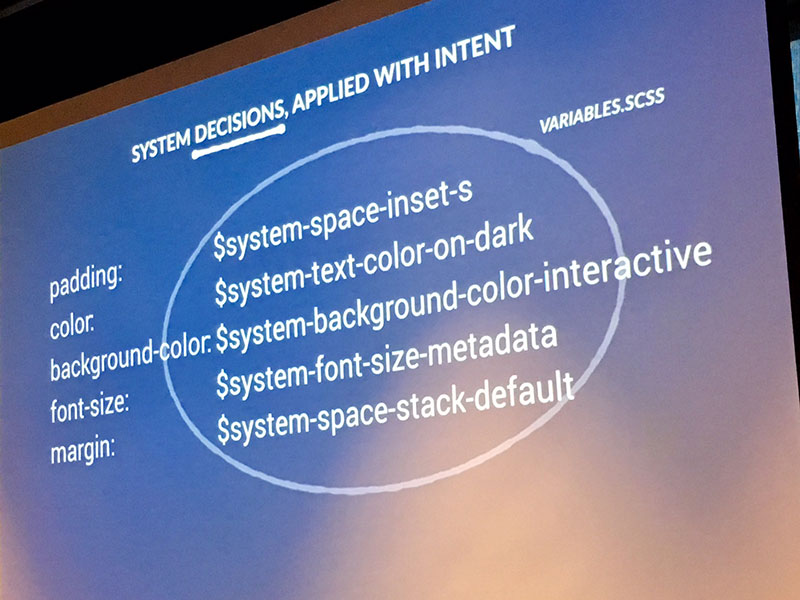 SYSTEM DECISIONS, APPLIED WITH INTENT
VARIABLES.SCSS
padding: $system-space-inset-s
color: $system-text-color-on-dark
background-color: $system-background-color-interactive
font-size: $system-font-size-metadata
margin: $system-space-stack-default